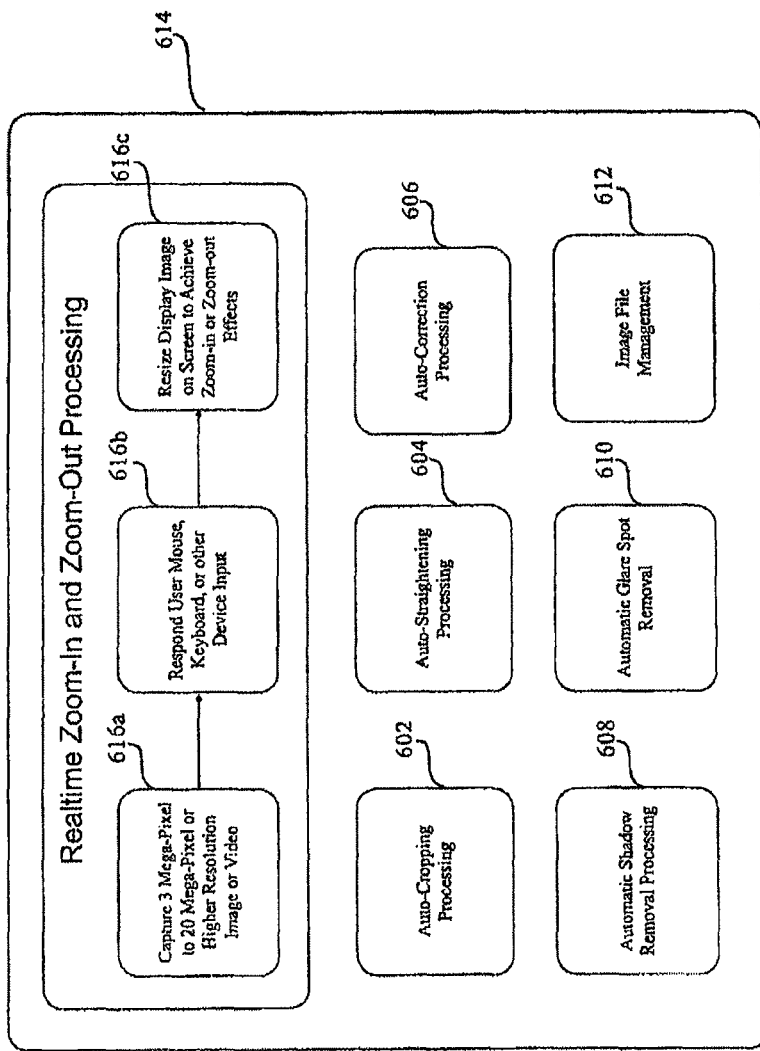 614
Realtime Zoom-In and Zoom-Out Processing
616a
Capture 3 Mega-Pixel
to 20 Mega-Pixel or
Higher Resolution
Image or Video
616b
Respond User Mouse,
Keyboard, or other
Device Input
616c
Resize Display Image
on Screen to Achieve
Zoom-in or Zoom-out
Effects
602
Auto-Cropping
Processing
604
Auto-Straightening
Processing
606
Auto-Correction
Processing
608
Automatic Shadow
Removal Processing
610
Automatic Glare Spot
Removal
612
Image File
Management